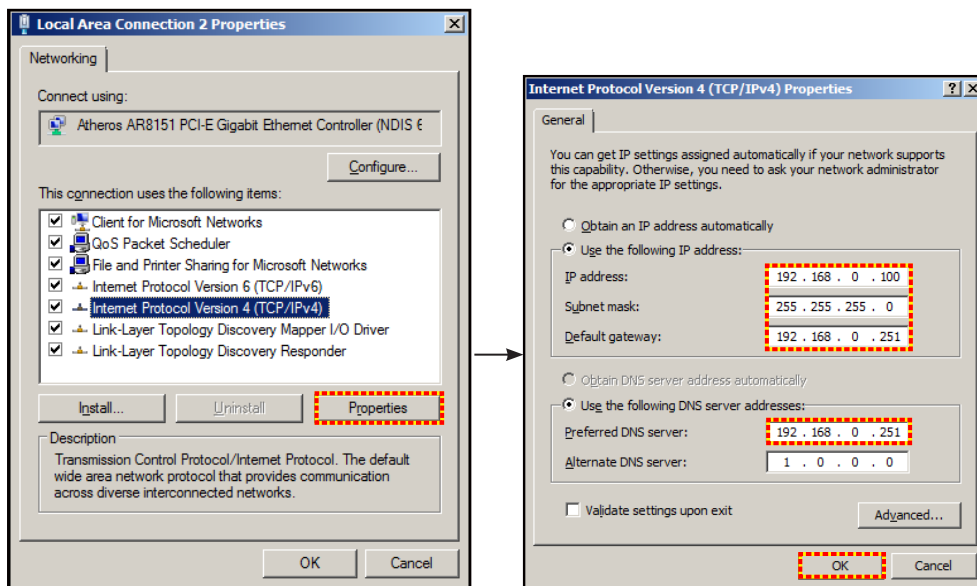 Local Area Connection 2 Properties
Networking
Connect using:
Atheros AR8151 PCI-E Gigabit Ethernet Controller (NDIS 6
Configure...
This connection uses the following items:
Client for Microsoft Networks
QoS Packet Scheduler
File and Printer Sharing for Microsoft Networks
Internet Protocol Version 6 (TCP/IPv6)
Internet Protocol Version 4 (TCP/IPv4)
Link-Layer Topology Discovery Mapper I/O Driver
Link-Layer Topology Discovery Responder
Install...
Uninstall
Properties
Description
Transmission Control Protocol/Internet Protocol. The default
wide area network protocol that provides communication
across diverse interconnected networks.
OK
Cancel
Internet Protocol Version 4 (TCP/IPv4) Properties
General
You can get IP settings assigned automatically if your network supports
this capability. Otherwise, you need to ask your network administrator
for the appropriate IP settings.
Obtain an IP address automatically
Use the following IP address:
IP address: 192 . 168 . 0 . 100
Subnet mask: 255 . 255 . 255 . 0
Default gateway: 192 . 168 . 0 . 251
Obtain DNS server address automatically
Use the following DNS server addresses:
Preferred DNS server: 192 . 168 . 0 . 251
Alternate DNS server: 1 . 0 . 0 . 0
Validate settings upon exit
Advanced...
OK
Cancel